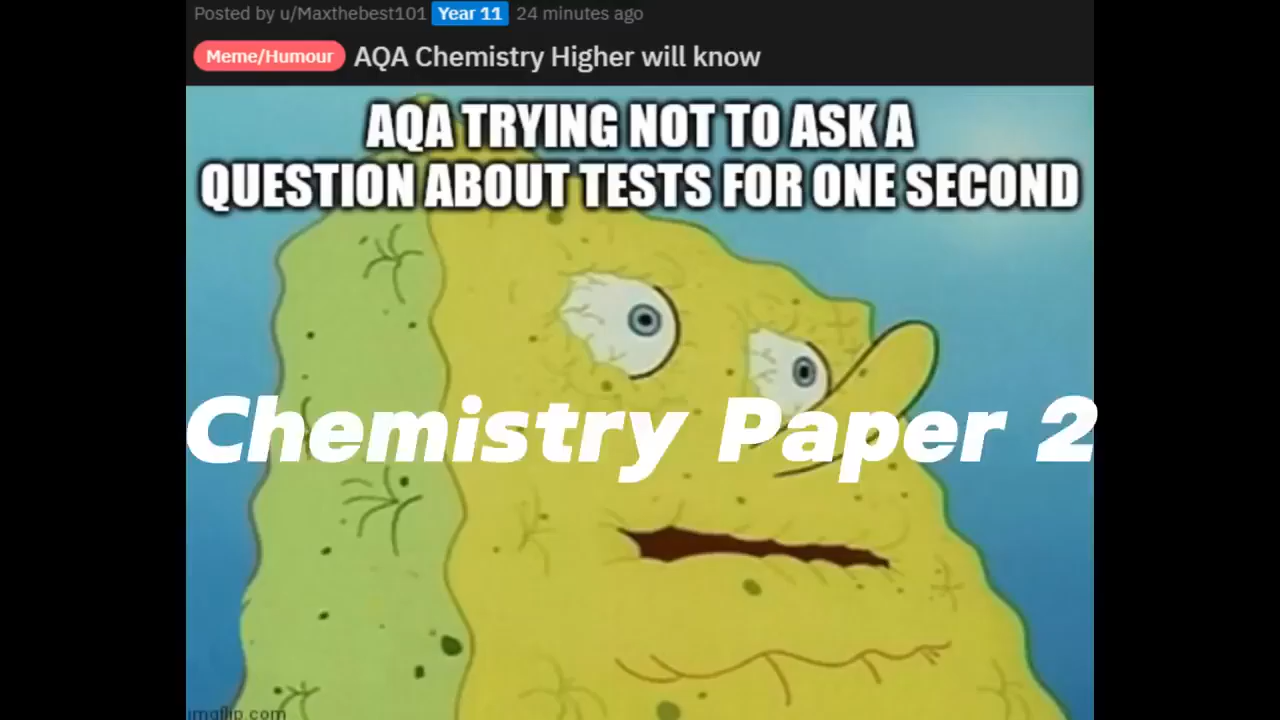 Posted by u/Maxthebest101 Year 11 24 minutes ago
Meme/Humour AQA Chemistry Higher will know
AQA TRYING NOT TO ASK A
QUESTION ABOUT TESTS FOR ONE SECOND
Chemistry Paper 2
imgflip.com